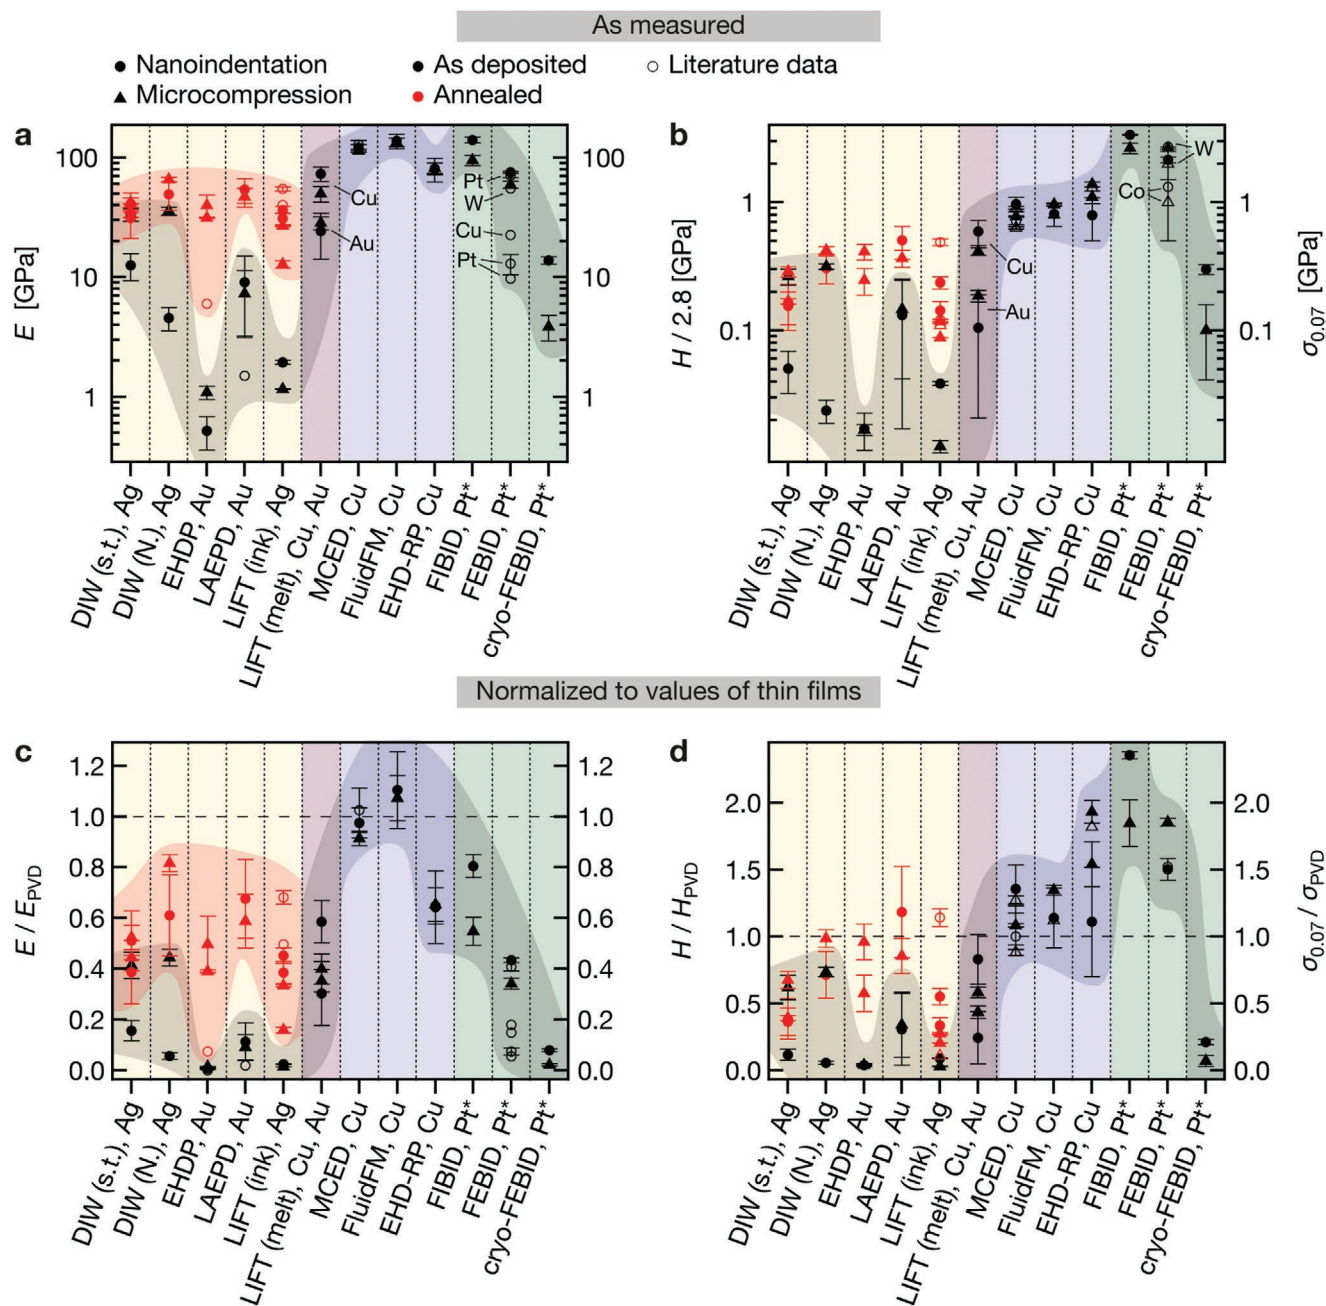 As measured
Nanoindentation
As deposited
Literature data
Microcompression
Annealed
a
100
10
1
E [GPa]
100
10
1
Cu
Au
Pt
W
Cu
Pt
DIW (s.t.), Ag
DIW (N.), Ag
EHDP, Au
LAEPD, Au
LIFT (ink), Ag
LIFT (melt), Cu, Au
MCED, Cu
FluidFM, Cu
EHD-RP, Cu
FIBID, Pt*
FEBID, Pt*
cryo-FEBID, Pt*
b
1
0.1
H / 2.8 [GPa]
1
0.1
σ0.07 [GPa]
Cu
Au
W
Co
DIW (s.t.), Ag
DIW (N.), Ag
EHDP, Au
LAEPD, Au
LIFT (ink), Ag
LIFT (melt), Cu, Au
MCED, Cu
FluidFM, Cu
EHD-RP, Cu
FIBID, Pt*
FEBID, Pt*
cryo-FEBID, Pt*
Normalized to values of thin films
c
1.2
1.0
0.8
0.6
0.4
0.2
0.0
E / EPVD
1.2
1.0
0.8
0.6
0.4
0.2
0.0
DIW (s.t.), Ag
DIW (N.), Ag
EHDP, Au
LAEPD, Au
LIFT (ink), Ag
LIFT (melt), Cu, Au
MCED, Cu
FluidFM, Cu
EHD-RP, Cu
FIBID, Pt*
FEBID, Pt*
cryo-FEBID, Pt*
d
2.0
1.5
1.0
0.5
0.0
H / HPVD
2.0
1.5
1.0
0.5
0.0
σ0.07 / σPVD
DIW (s.t.), Ag
DIW (N.), Ag
EHDP, Au
LAEPD, Au
LIFT (ink), Ag
LIFT (melt), Cu, Au
MCED, Cu
FluidFM, Cu
EHD-RP, Cu
FIBID, Pt*
FEBID, Pt*
cryo-FEBID, Pt*